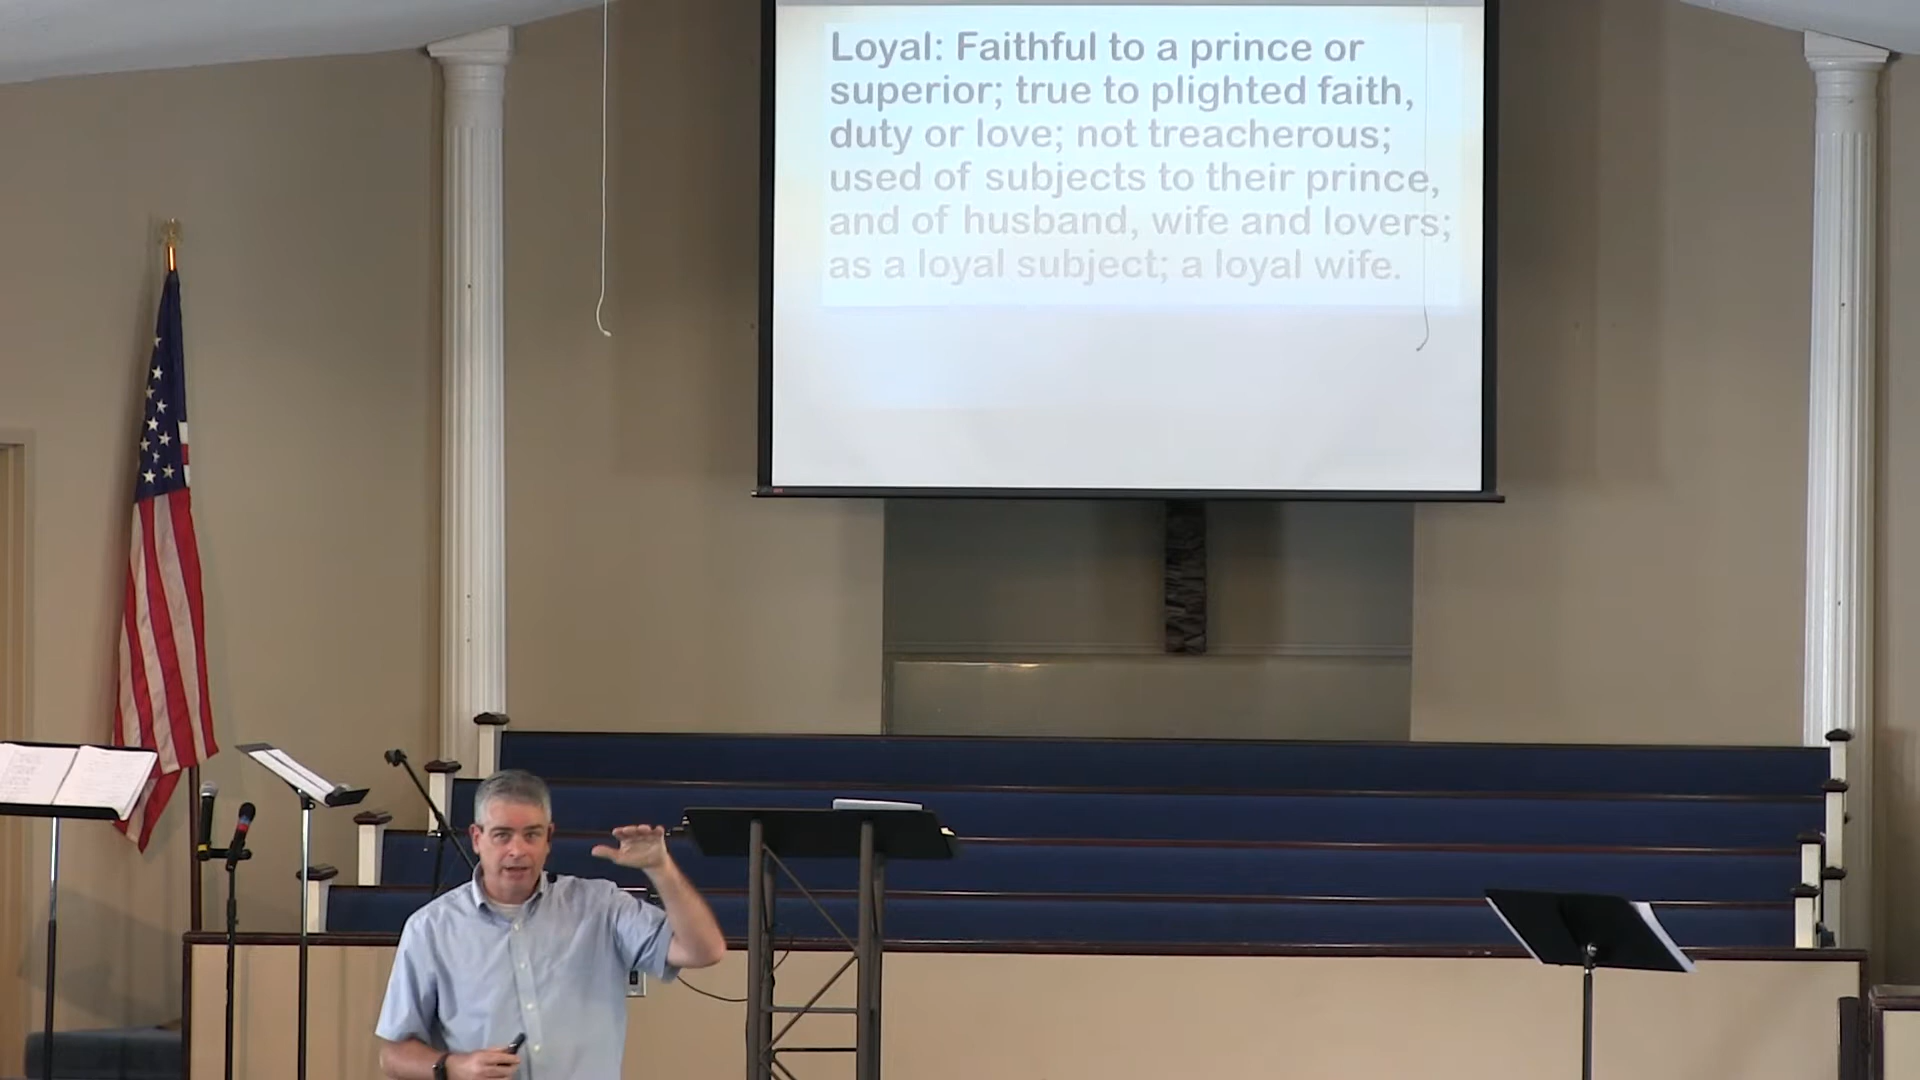 Loyal: Faithful to a prince or
superior; true to plighted faith,
duty or love; not treacherous;
used of subjects to their prince,
and of husband, wife and lovers;
as a loyal subject; a loyal wife.